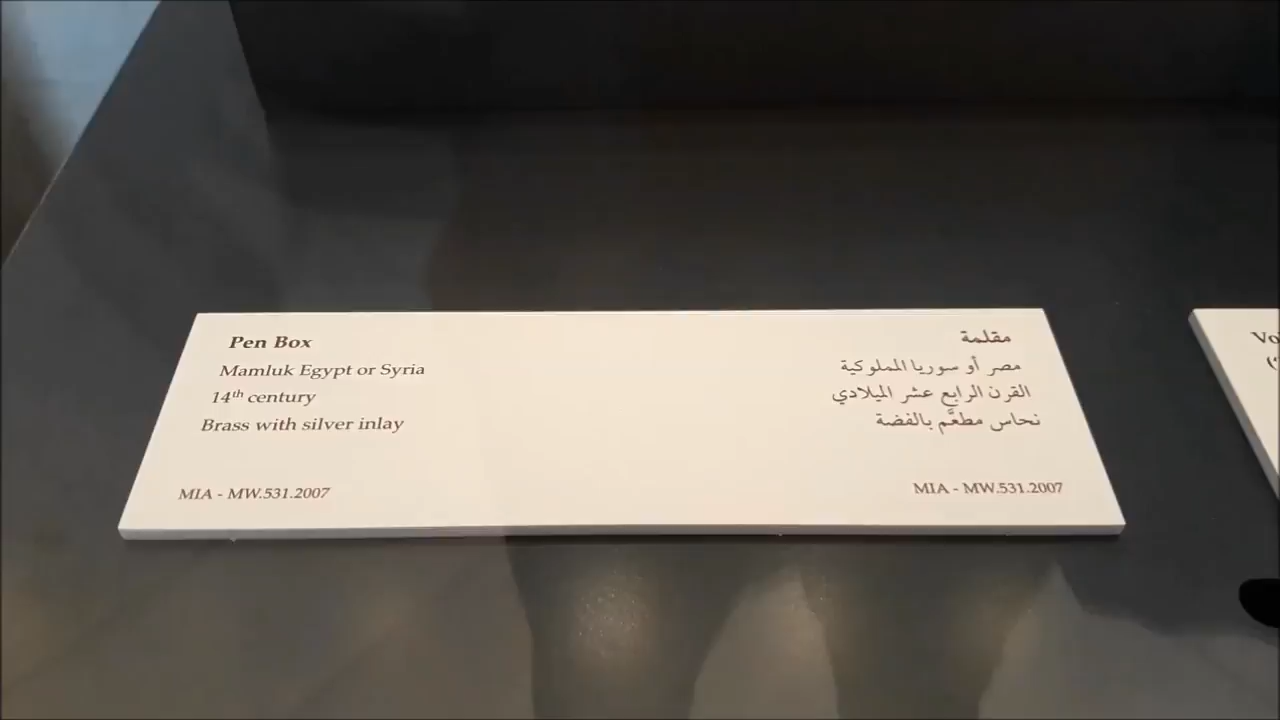 Pen Box
Mamluk Egypt or Syria
14th century
Brass with silver inlay
MIA - MW.531.2007
مقلمة
مصر أو سوريا المملوكية
القرن الرابع عشر الميلادي
نحاس مطعَّم بالفضة
MIA - MW.531.2007